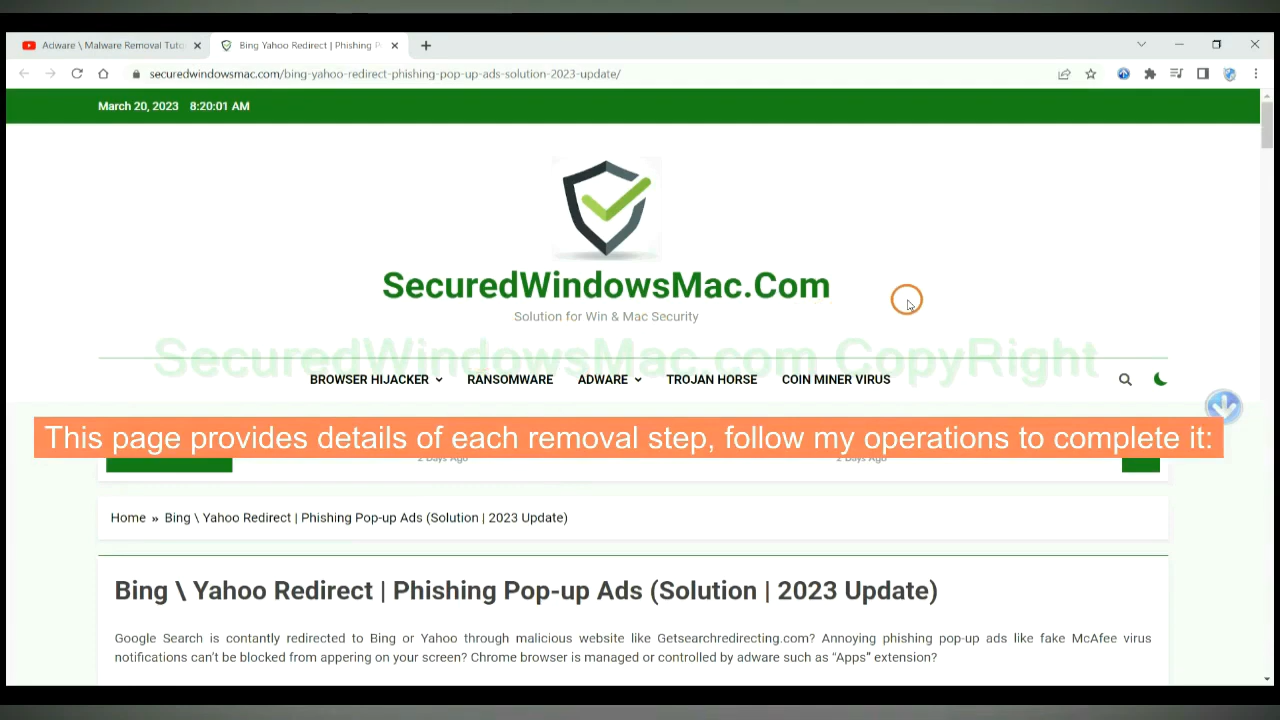 Adware \ Malware Removal Tuto
Bing Yahoo Redirect | Phishing P
securedwindowsmac.com/bing-yahoo-redirect-phishing-pop-up-ads-solution-2023-update/
March 20, 2023 8:20:01 AM
SecuredWindowsMac.Com
Solution for Win & Mac Security
SecuredWindowsMac.com CopyRight
BROWSER HIJACKER RANSOMWARE ADWARE TROJAN HORSE COIN MINER VIRUS
This page provides details of each removal step, follow my operations to complete it:
2 Days Ago 2 Days Ago
Home » Bing \ Yahoo Redirect | Phishing Pop-up Ads (Solution | 2023 Update)
Bing \ Yahoo Redirect | Phishing Pop-up Ads (Solution | 2023 Update)
Google Search is contantly redirected to Bing or Yahoo through malicious website like Getsearchredirecting.com? Annoying phishing pop-up ads like fake McAfee virus
notifications can't be blocked from appering on your screen? Chrome browser is managed or controlled by adware such as “Apps” extension?